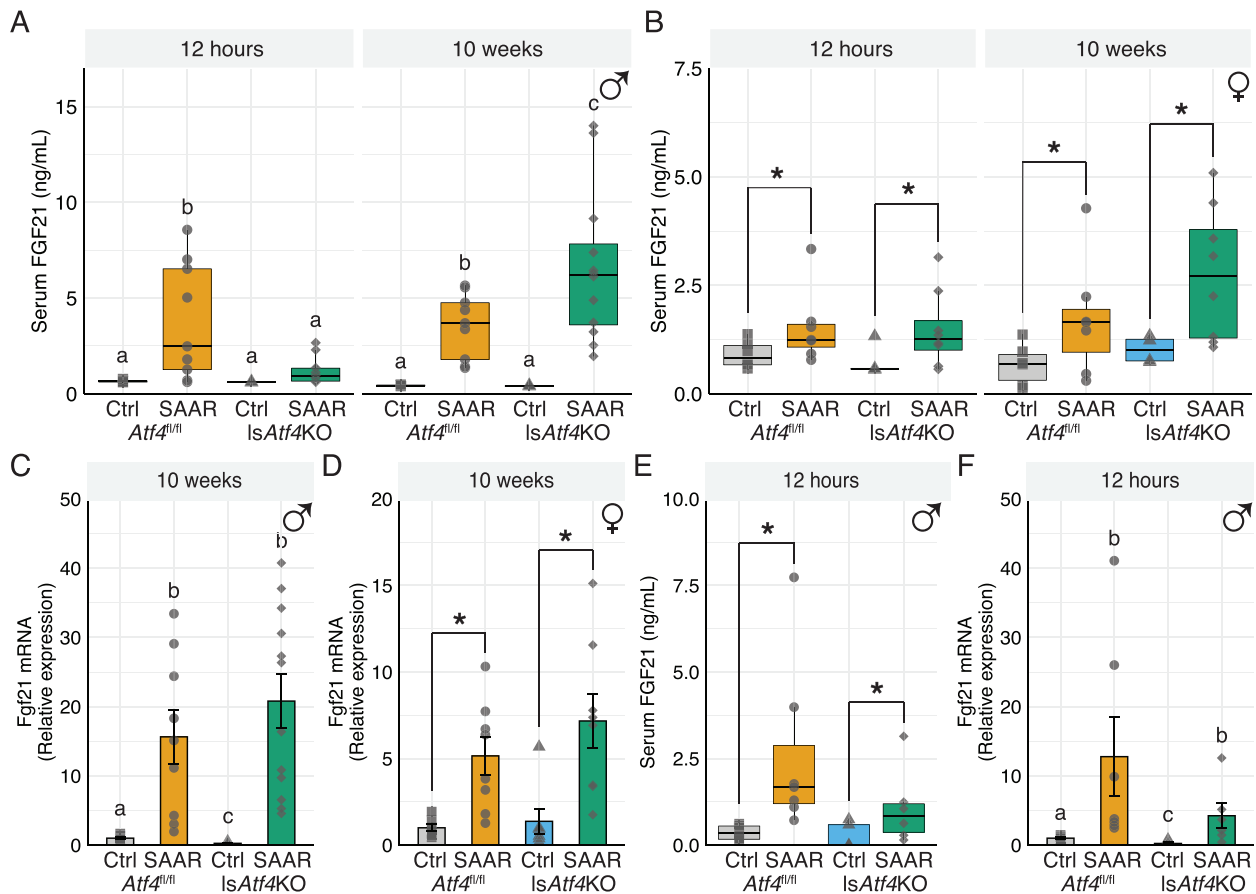 A
12 hours
10 weeks
♂
Serum FGF21 (ng/mL)
15
10
5
0
a
b
a
a
a
b
a
c
Ctrl SAAR Ctrl SAAR Ctrl SAAR Ctrl SAAR
Atf4fl/fl lsAtf4KO Atf4fl/fl lsAtf4KO
B
12 hours
10 weeks
♀
Serum FGF21 (ng/mL)
7.5
5.0
2.5
0.0
*
*
*
*
Ctrl SAAR Ctrl SAAR Ctrl SAAR Ctrl SAAR
Atf4fl/fl lsAtf4KO Atf4fl/fl lsAtf4KO
C
10 weeks
♂
Fgf21 mRNA
(Relative expression)
50
40
30
20
10
0
a
b
c
b
Ctrl SAAR Ctrl SAAR
Atf4fl/fl lsAtf4KO
D
10 weeks
♀
Fgf21 mRNA
(Relative expression)
20
15
10
5
0
*
*
Ctrl SAAR Ctrl SAAR
Atf4fl/fl lsAtf4KO
E
12 hours
♂
Serum FGF21 (ng/mL)
10.0
7.5
5.0
2.5
0.0
*
*
Ctrl SAAR Ctrl SAAR
Atf4fl/fl lsAtf4KO
F
12 hours
♂
Fgf21 mRNA
(Relative expression)
50
40
30
20
10
0
a
b
c
b
Ctrl SAAR Ctrl SAAR
Atf4fl/fl lsAtf4KO